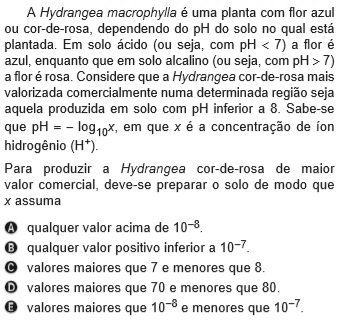 A Hydrangea macrophylla é uma planta com flor azul
ou cor-de-rosa, dependendo do pH do solo no qual está
plantada. Em solo ácido (ou seja, com pH < 7) a flor é
azul, enquanto que em solo alcalino (ou seja, com pH > 7)
a flor é rosa. Considere que a Hydrangea cor-de-rosa mais
valorizada comercialmente numa determinada região seja
aquela produzida em solo com pH inferior a 8. Sabe-se
que pH = – log₁₀x, em que x é a concentração de íon
hidrogênio (H⁺).
Para produzir a Hydrangea cor-de-rosa de maior
valor comercial, deve-se preparar o solo de modo que
x assuma
A qualquer valor acima de 10⁻⁸.
B qualquer valor positivo inferior a 10⁻⁷.
C valores maiores que 7 e menores que 8.
D valores maiores que 70 e menores que 80.
E valores maiores que 10⁻⁸ e menores que 10⁻⁷.